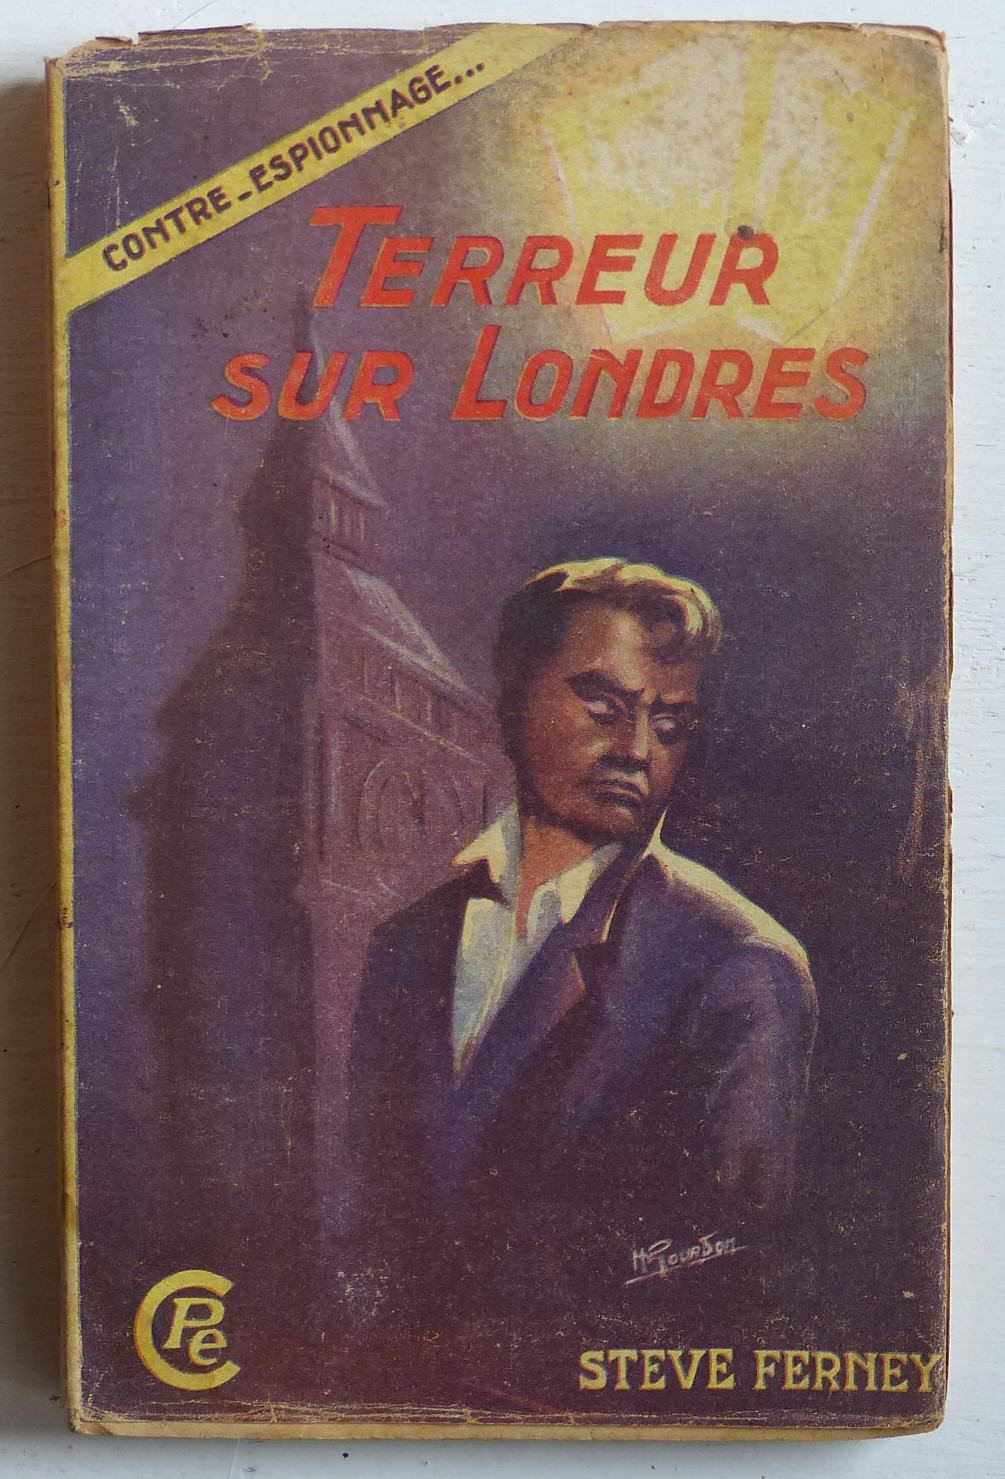 CONTRE-ESPIONNAGE...
TERREUR
SUR LONDRES
CPe
STEVE FERNEY